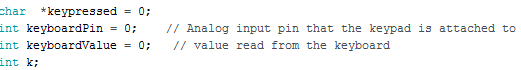 char  *keypressed = 0;
int keyboardPin = 0;    // Analog input pin that the keypad is attached to
int keyboardValue = 0;   // value read from the keyboard
int k;